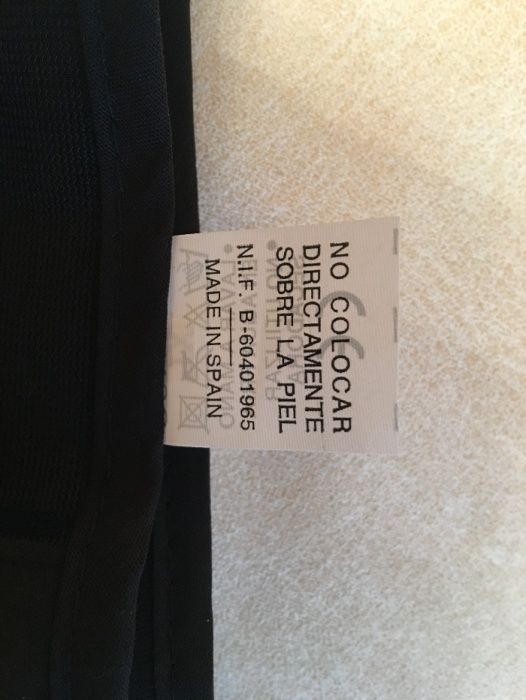 NO COLOCAR
DIRECTAMENTE
SOBRE LA PIEL
N.I.F. B-60401965
MADE IN SPAIN